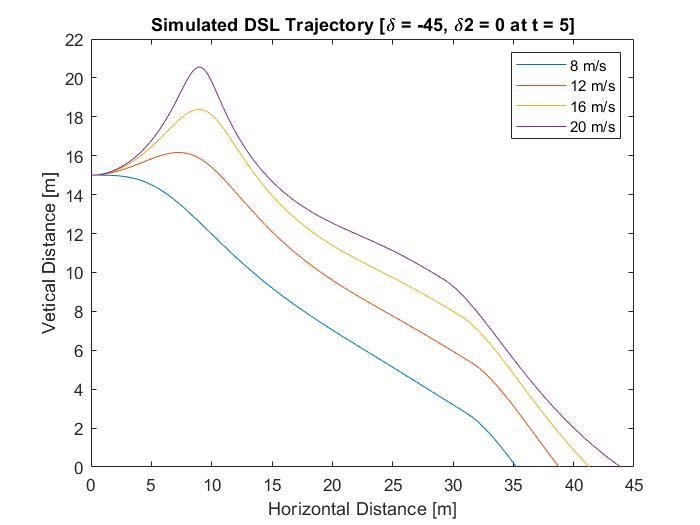 Simulated DSL Trajectory [δ = -45, δ2 = 0 at t = 5]
22
20
18
16
14
12
10
8
6
4
2
0
Vetical Distance [m]
8 m/s
12 m/s
16 m/s
20 m/s
0 5 10 15 20 25 30 35 40 45
Horizontal Distance [m]